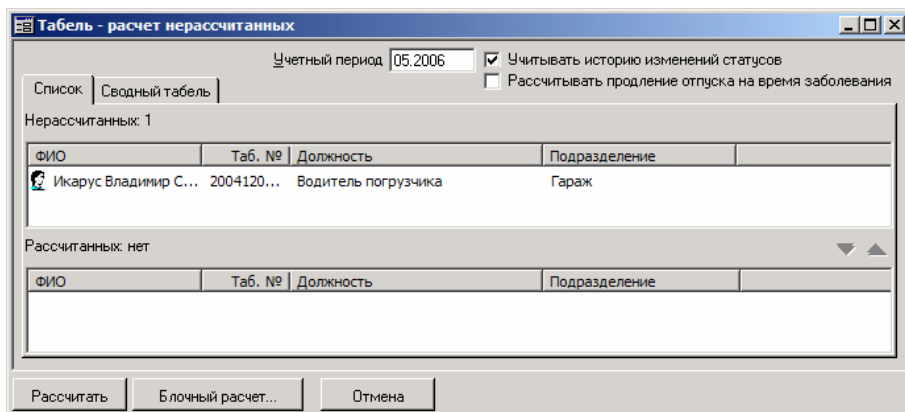 Табель - расчет нерассчитанных
Учетный период 05.2006 Учитывать историю изменений статусов
Рассчитывать продление отпуска на время заболевания
Список Сводный табель
Нерассчитанных: 1
ФИО Таб. № Должность Подразделение
Икарус Владимир С... 2004120... Водитель погрузчика Гараж
Рассчитанных: нет
ФИО Таб. № Должность Подразделение
Рассчитать Блочный расчет... Отмена